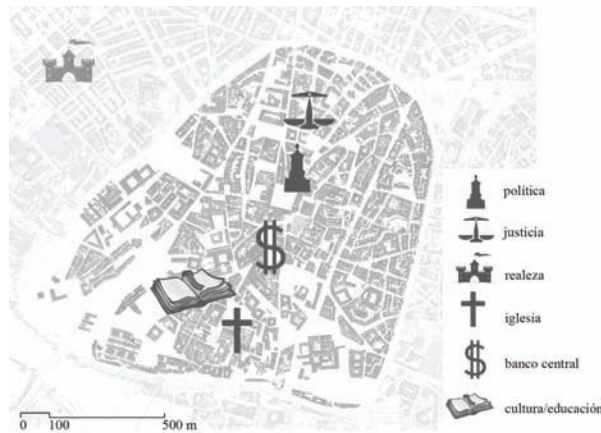 política
justicia
realeza
iglesia
banco central
cultura/educación
0 100 500 m